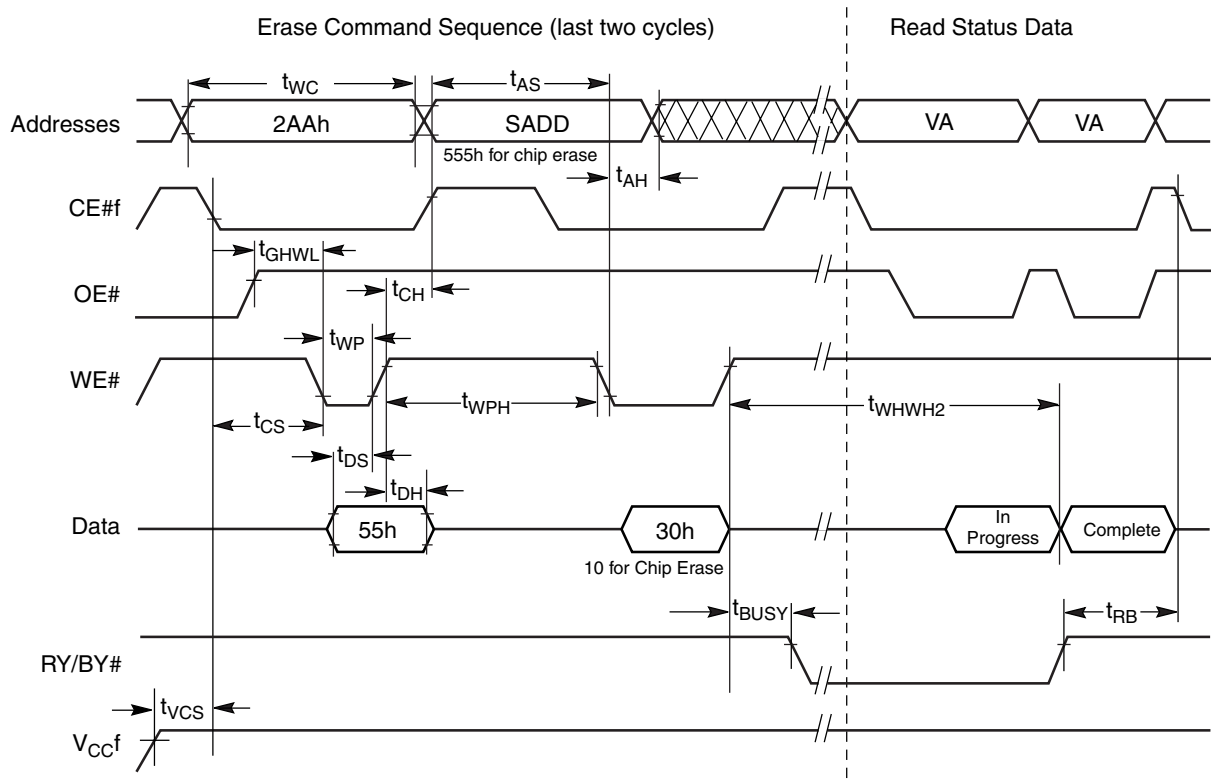 Erase Command Sequence (last two cycles)
Read Status Data
tWC
tAS
Addresses
2AAh
SADD
VA
VA
555h for chip erase
tAH
CE#f
tGHWL
OE#
tCH
tWP
WE#
tWPH
tWHWH2
tCS
tDS
tDH
Data
55h
30h
In
Progress
Complete
10 for Chip Erase
tBUSY
tRB
RY/BY#
tVCS
VCCf